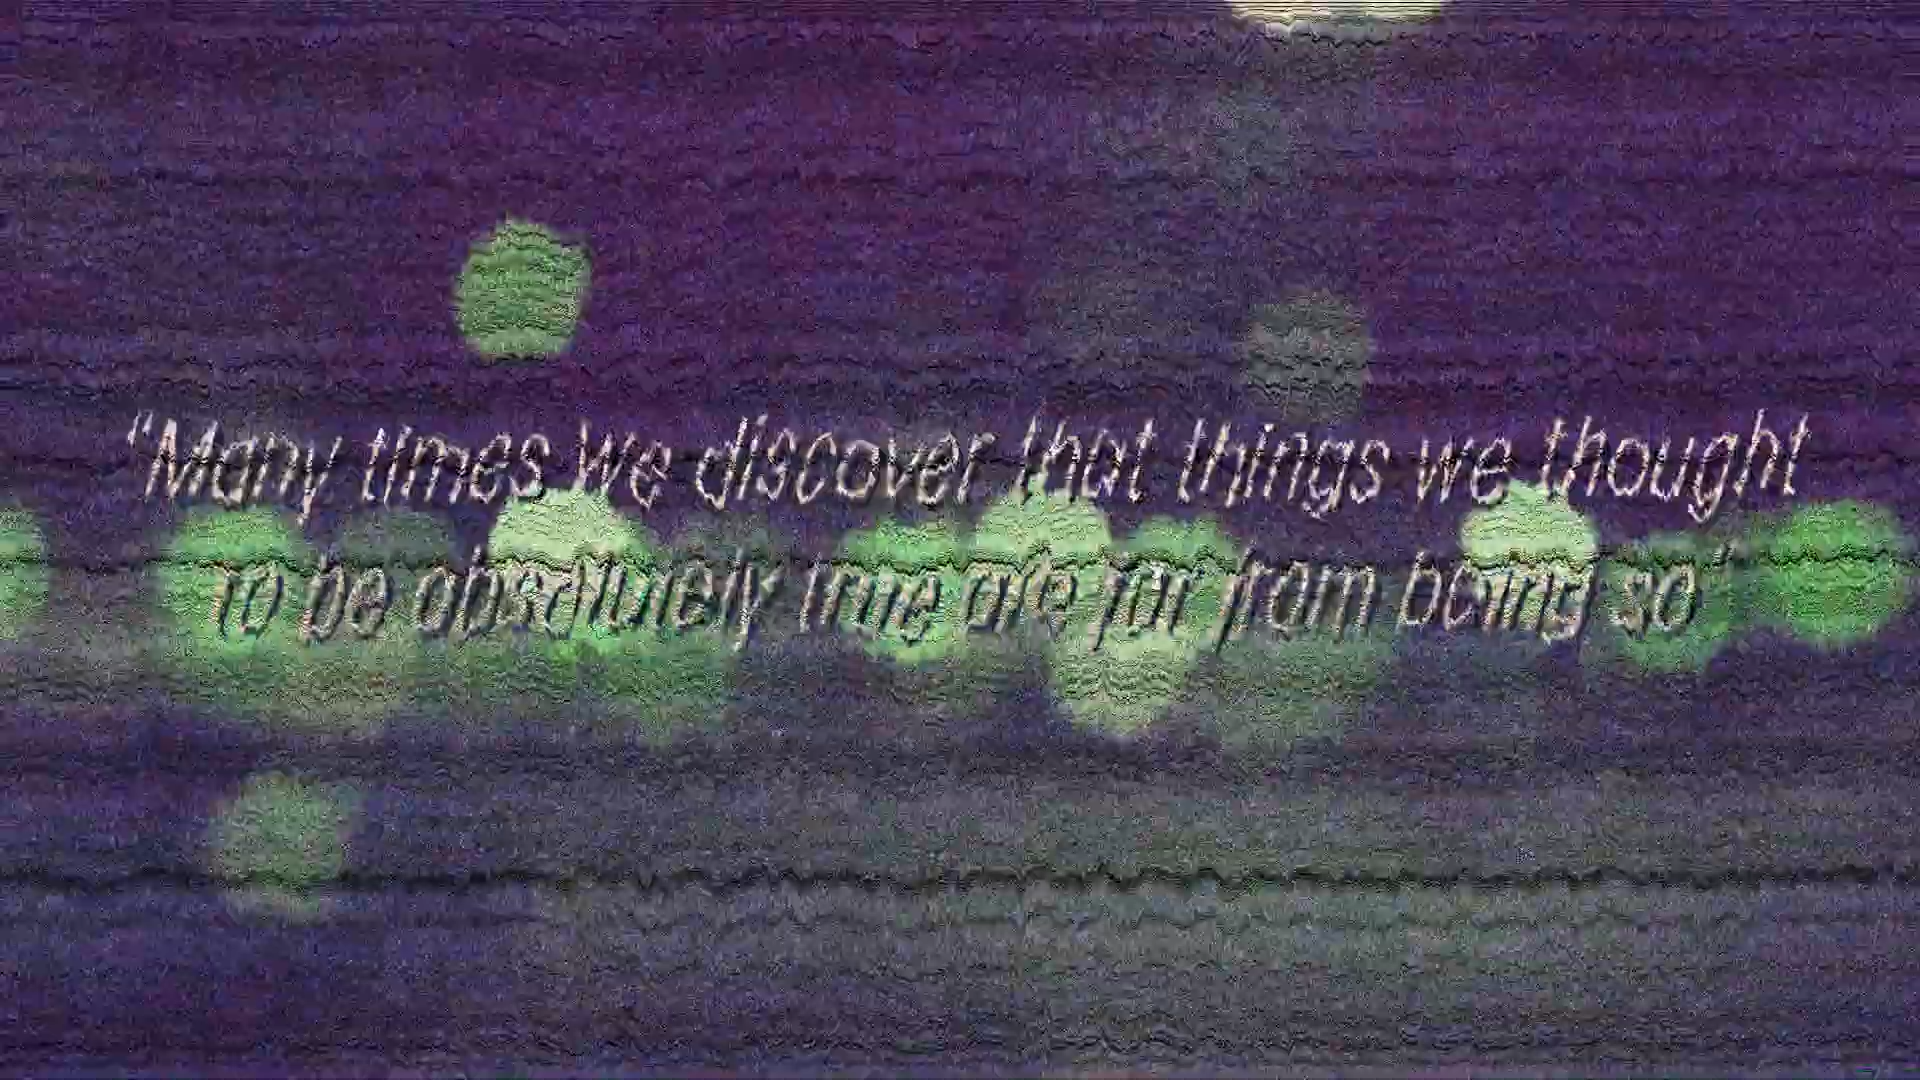 “Many times we discover that things we thought
to be absolutely true are far from being so”